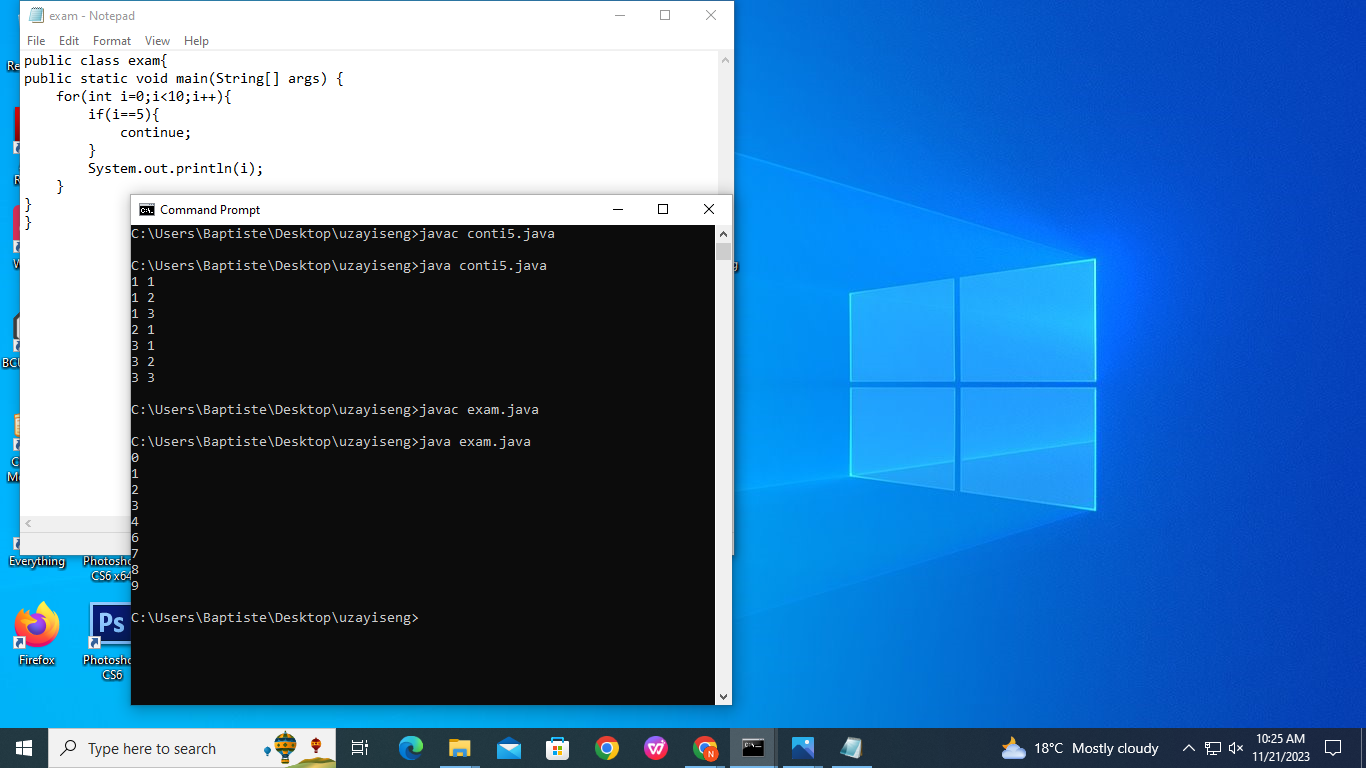 exam - Notepad
File Edit Format View Help
public class exam{
public static void main(String[] args) {
    for(int i=0;i<10;i++){
        if(i==5){
            continue;
        }
        System.out.println(i);
    }
}
}
Command Prompt
C:\Users\Baptiste\Desktop\uzayiseng>javac conti5.java
C:\Users\Baptiste\Desktop\uzayiseng>java conti5.java
1 1
1 2
1 3
2 1
3 1
3 2
3 3
C:\Users\Baptiste\Desktop\uzayiseng>javac exam.java
C:\Users\Baptiste\Desktop\uzayiseng>java exam.java
0
1
2
3
4
6
7
8
9
C:\Users\Baptiste\Desktop\uzayiseng>
Everything
Photosho
CS6 x64
Ps
Firefox
Photosho
CS6
Type here to search
18°C Mostly cloudy
10:25 AM
11/21/2023